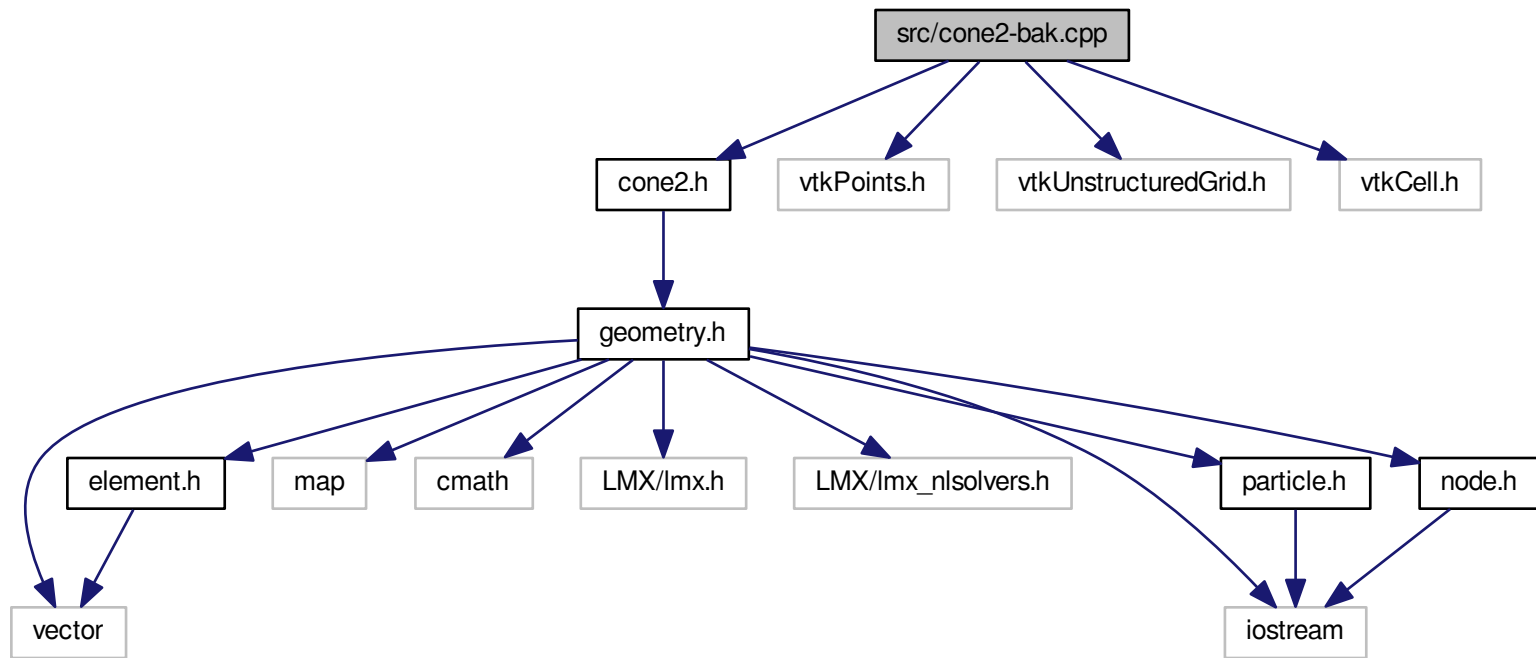 src/cone2-bak.cpp
cone2.h
vtkPoints.h
vtkUnstructuredGrid.h
vtkCell.h
geometry.h
element.h
map
cmath
LMX/lmx.h
LMX/lmx_nlsolvers.h
particle.h
node.h
vector
iostream